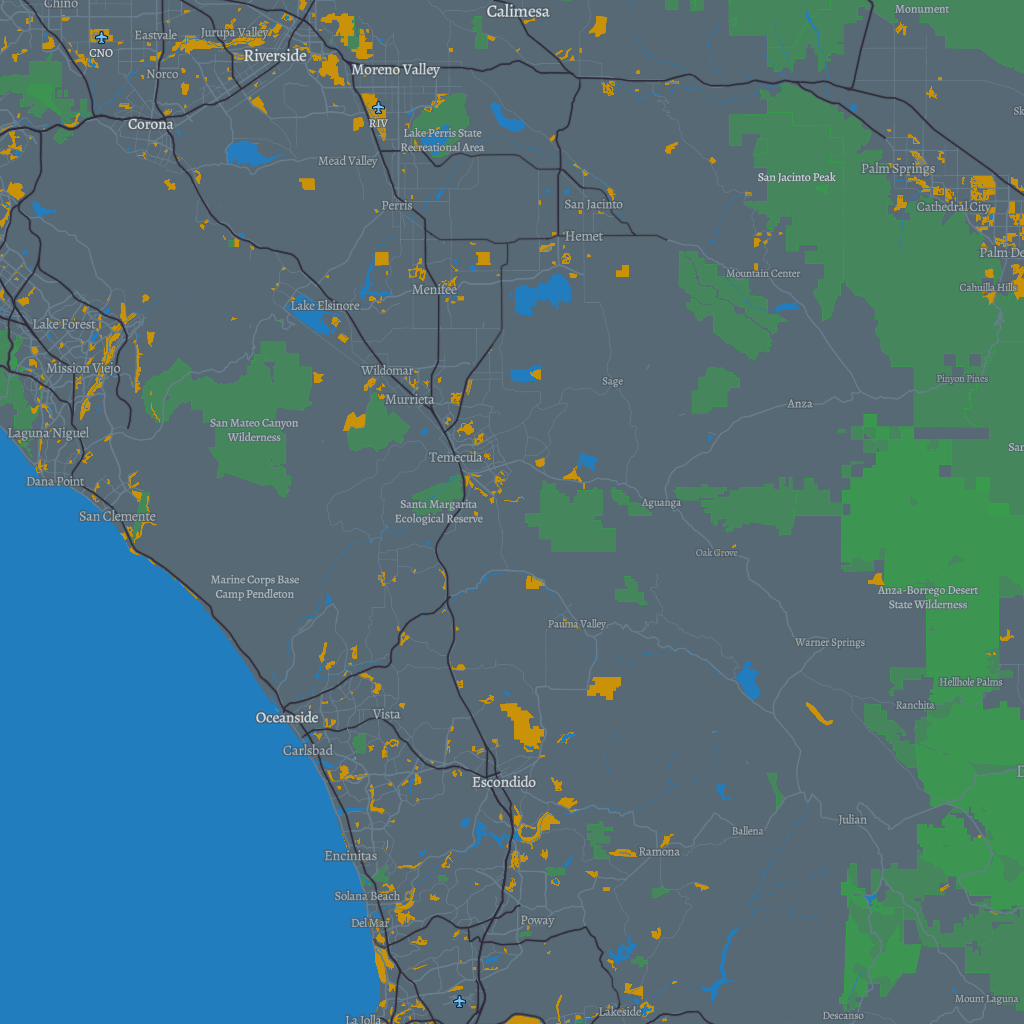 Chino
Calimesa
Monument
Eastvale
Jurupa Valley
CNO
Riverside
Norco
Moreno Valley
RIV
Corona
Lake Perris State
Recreational Area
Mead Valley
Palm Springs
San Jacinto Peak
Perris
San Jacinto
Cathedral City
Hemet
Mountain Center
Cahuilla Hills
Menifee
Lake Elsinore
Lake Forest
Mission Viejo
Wildomar
Sage
Pinyon Pines
Murrieta
Anza
San Mateo Canyon
Wilderness
Laguna Niguel
Temecula
Dana Point
Santa Margarita
Ecological Reserve
Aguanga
San Clemente
Oak Grove
Marine Corps Base
Camp Pendleton
Anza-Borrego Desert
State Wilderness
Pauma Valley
Warner Springs
Hellhole Palms
Ranchita
Oceanside
Vista
Carlsbad
Escondido
Julian
Ballena
Encinitas
Ramona
Solana Beach
Del Mar
Poway
Mount Laguna
Lakeside
Descanso
La Jolla